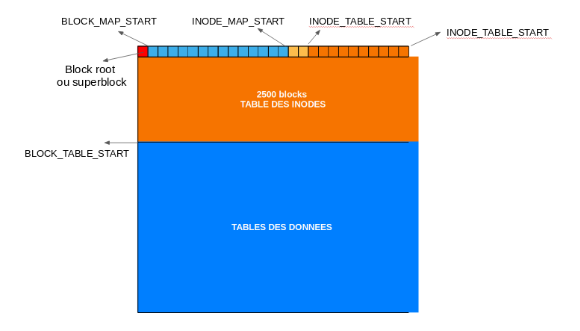 BLOCK_MAP_START
INODE_MAP_START
INODE_TABLE_START
INODE_TABLE_START
Block root
ou superblock
2500 blocks
TABLE DES INODES
BLOCK_TABLE_START
TABLES DES DONNEES